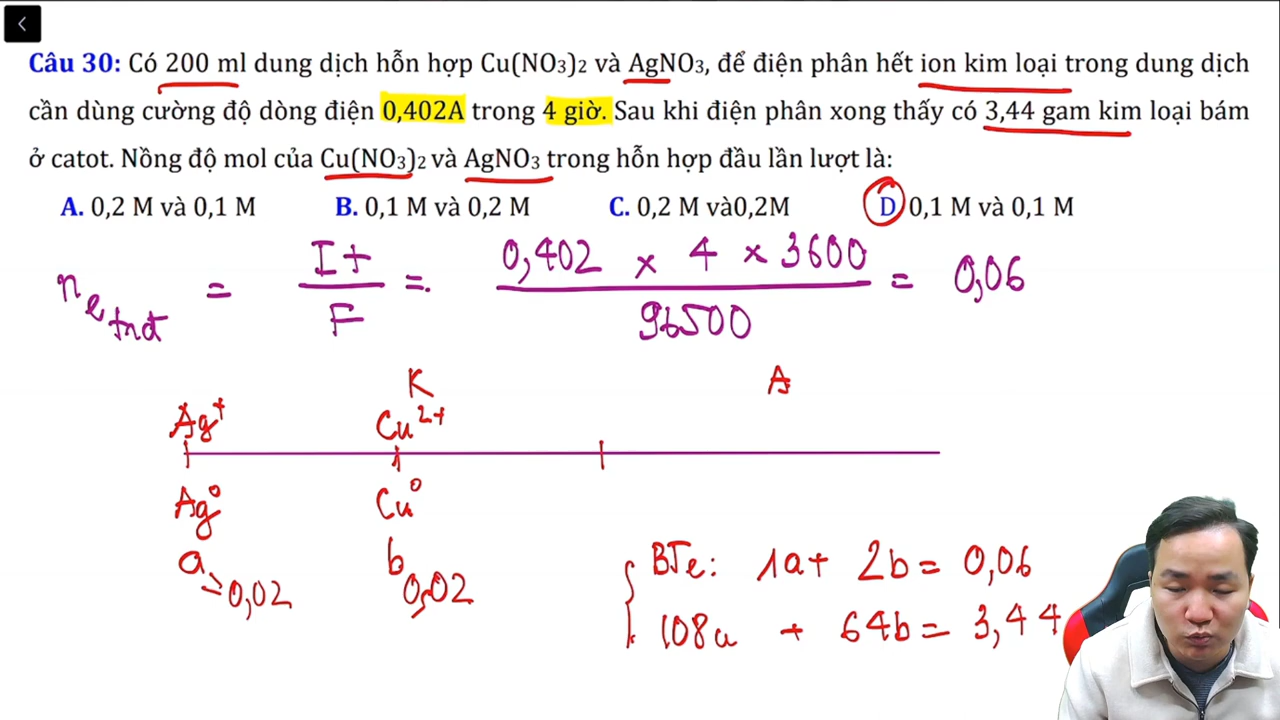 Câu 30: Có 200 ml dung dịch hỗn hợp Cu(NO₃)₂ và AgNO₃, để điện phân hết ion kim loại trong dung dịch
cần dùng cường độ dòng điện 0,402A trong 4 giờ. Sau khi điện phân xong thấy có 3,44 gam kim loại bám
ở catot. Nồng độ mol của Cu(NO₃)₂ và AgNO₃ trong hỗn hợp đầu lần lượt là:
A. 0,2 M và 0,1 M B. 0,1 M và 0,2 M C. 0,2 M và0,2M D 0,1 M và 0,1 M
n e trđ = It / F = 0,402 x 4 x 3600 / 96500 = 0,06
K A
Ag⁺ Cu²⁺
Ag⁰ Cu⁰
a b
0,02 0,02
BTe: 1a + 2b = 0,06
108a + 64b = 3,44